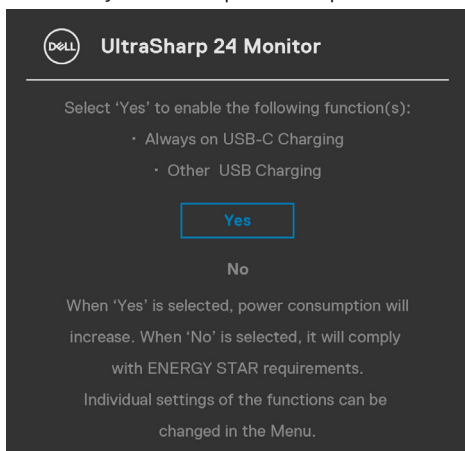 DELL UltraSharp 24 Monitor
Select ‘Yes’ to enable the following function(s):
· Always on USB-C Charging
· Other USB Charging
Yes
No
When ‘Yes’ is selected, power consumption will
increase. When ‘No’ is selected, it will comply
with ENERGY STAR requirements.
Individual settings of the functions can be
changed in the Menu.